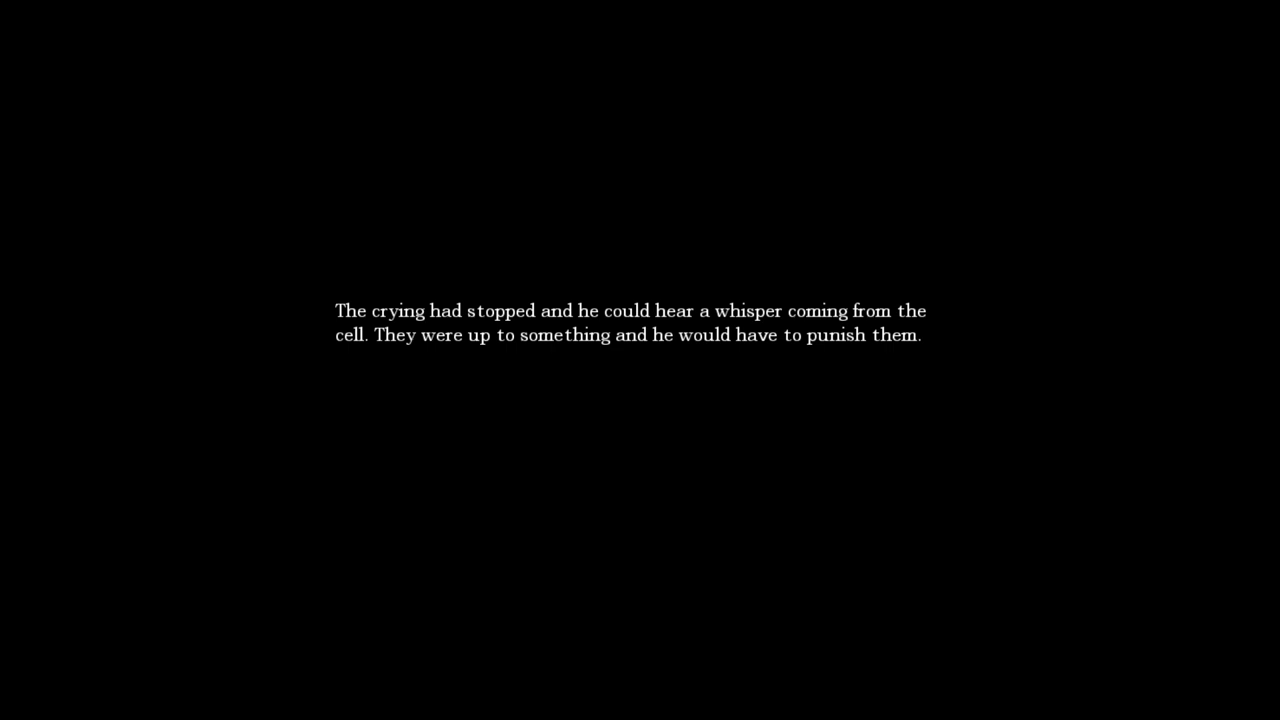 The crying had stopped and he could hear a whisper coming from the
cell. They were up to something and he would have to punish them.